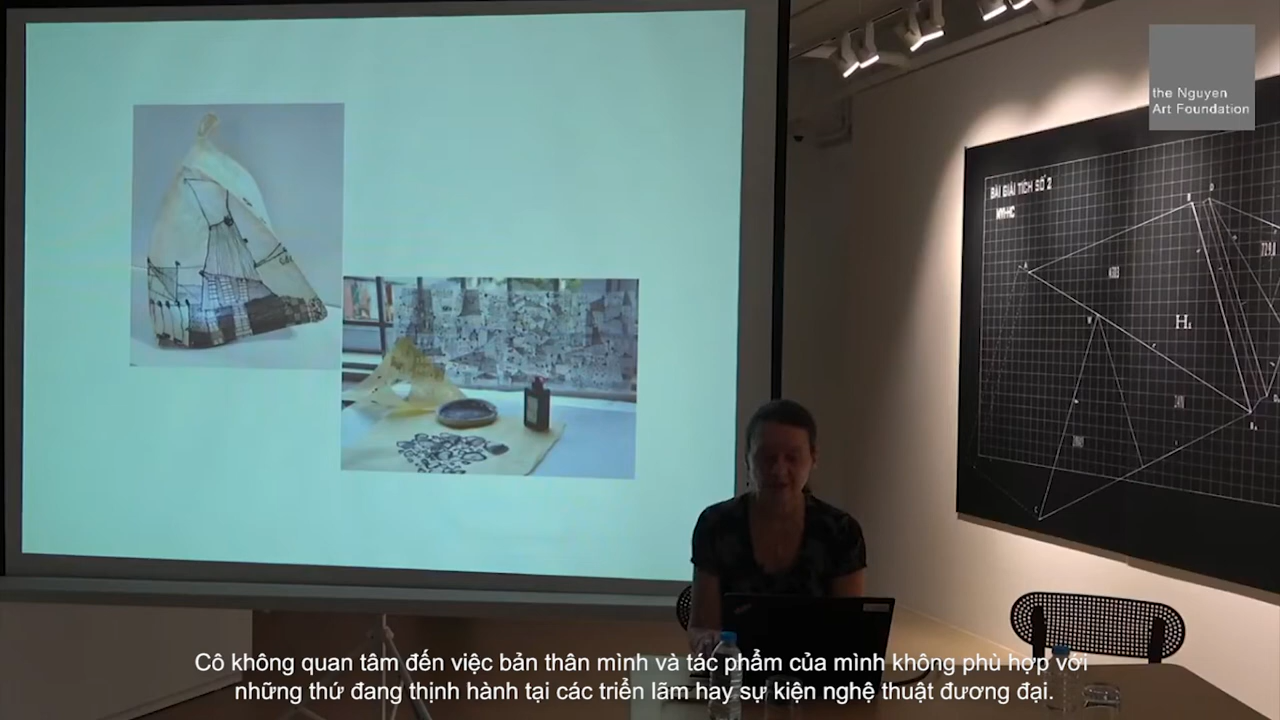 the Nguyen
Art Foundation
BÀI GIẢI TÍCH SỐ 2
H₁
Cô không quan tâm đến việc bản thân mình và tác phẩm của mình không phù hợp với
những thứ đang thịnh hành tại các triển lãm hay sự kiện nghệ thuật đương đại.